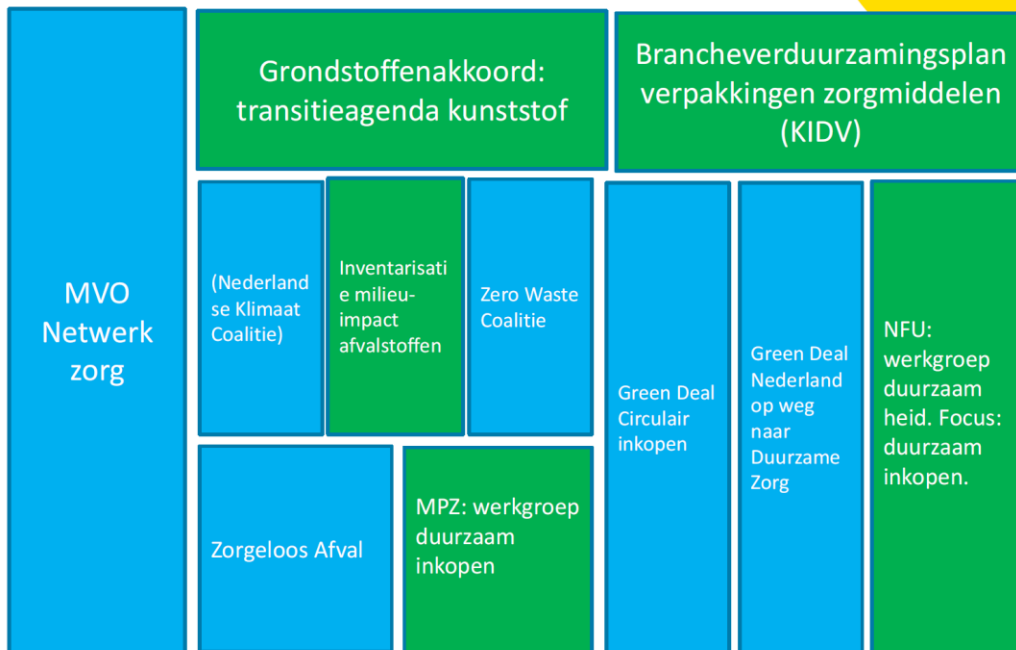 MVO
Netwerk
zorg
Grondstoffenakkoord:
transitieagenda kunststof
Brancheverduurzamingsplan
verpakkingen zorgmiddelen
(KIDV)
(Nederland
se Klimaat
Coalitie)
Inventarisati
e milieu-
impact
afvalstoffen
Zero Waste
Coalitie
Green Deal
Circulair
inkopen
Green Deal
Nederland
op weg
naar
Duurzame
Zorg
NFU:
werkgroep
duurzaam
heid. Focus:
duurzaam
inkopen.
Zorgeloos Afval
MPZ: werkgroep
duurzaam
inkopen